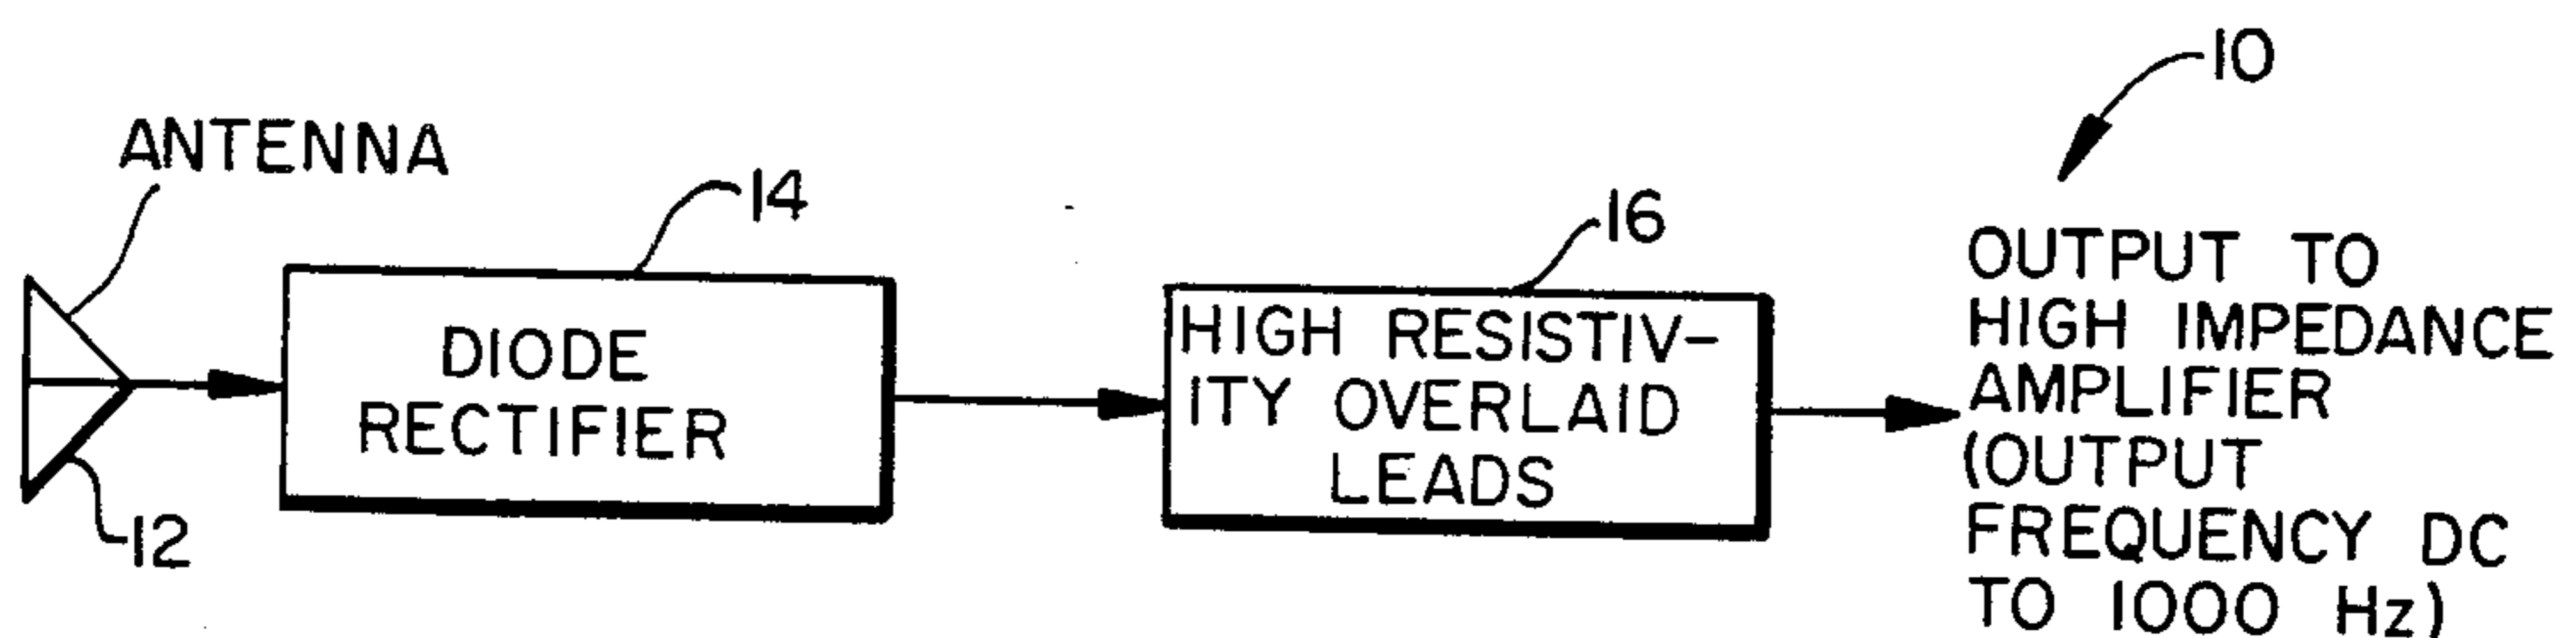 10
ANTENNA
14
16
DIODE
RECTIFIER
HIGH RESISTIV-
ITY OVERLAID
LEADS
OUTPUT TO
HIGH IMPEDANCE
AMPLIFIER
(OUTPUT
FREQUENCY DC
TO 1000 Hz)
12